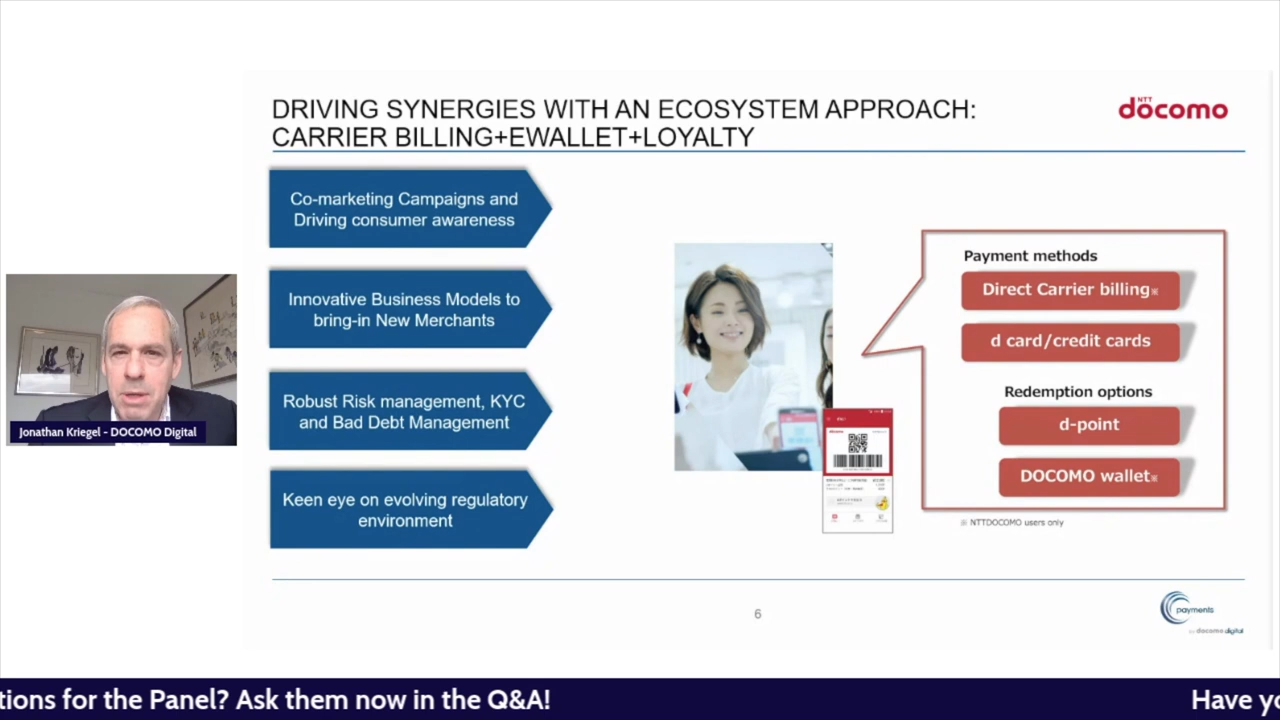 DRIVING SYNERGIES WITH AN ECOSYSTEM APPROACH:
CARRIER BILLING+EWALLET+LOYALTY
NTT
döcomo
Co-marketing Campaigns and
Driving consumer awareness
Innovative Business Models to
bring-in New Merchants
Robust Risk management, KYC
and Bad Debt Management
Keen eye on evolving regulatory
environment
Payment methods
Direct Carrier billing※
d card/credit cards
Redemption options
d-point
DOCOMO wallet※
※ NTTDOCOMO users only
Jonathan Kriegel - DOCOMO Digital
6
payments
by docomo digital
tions for the Panel? Ask them now in the Q&A!
Have yo